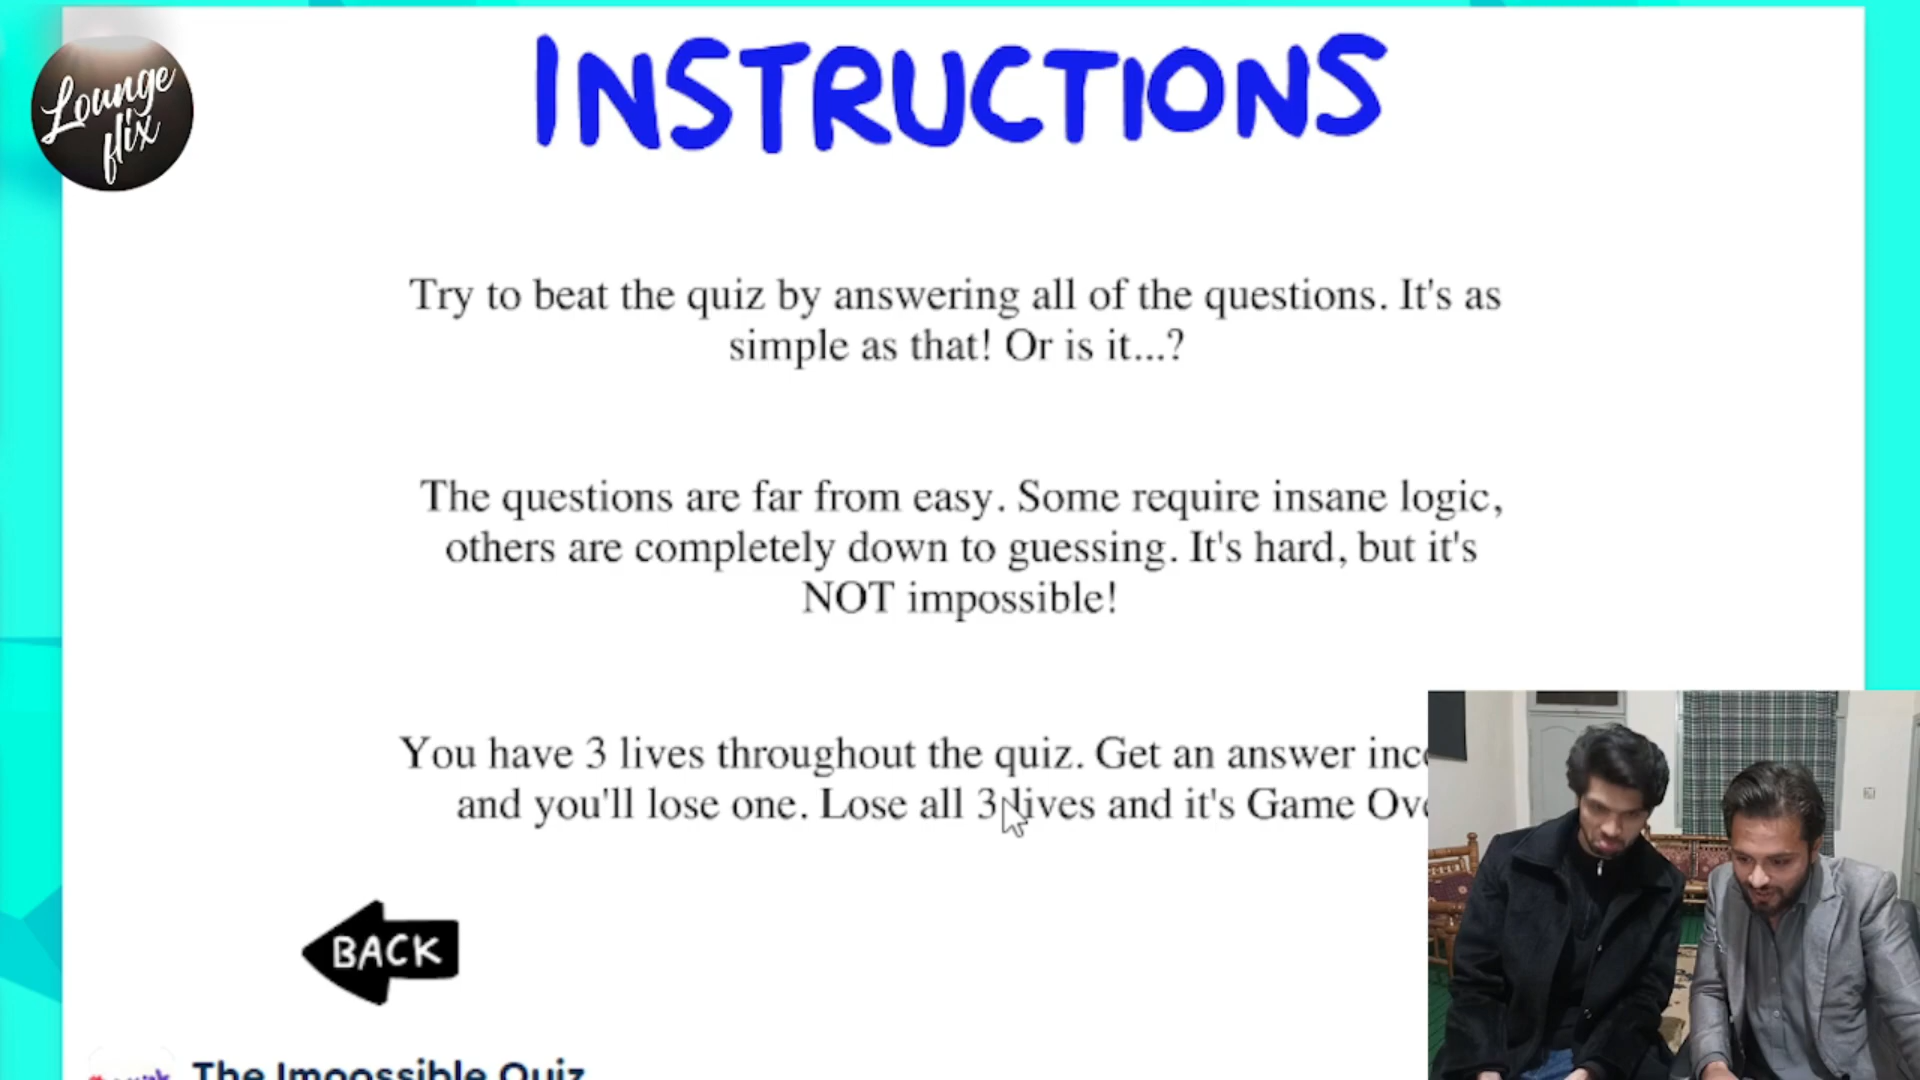 Lounge
flix
INSTRUCTIONS
Try to beat the quiz by answering all of the questions. It's as
simple as that! Or is it...?
The questions are far from easy. Some require insane logic,
others are completely down to guessing. It's hard, but it's
NOT impossible!
You have 3 lives throughout the quiz. Get an answer inc
and you'll lose one. Lose all 3 lives and it's Game Ov
BACK
The Impossible Quiz